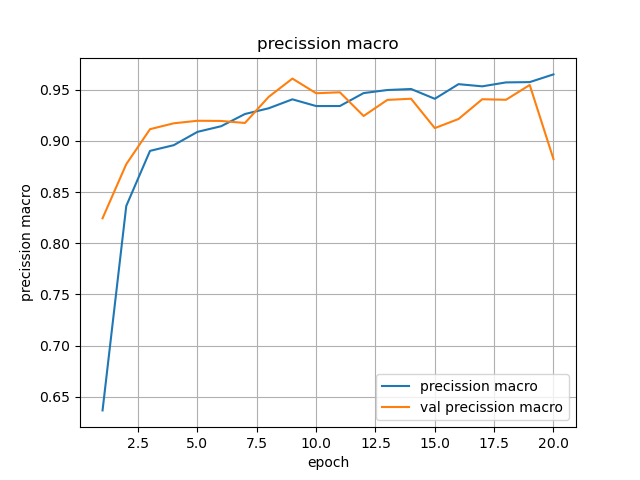 precission macro
0.95
0.90
0.85
0.80
0.75
0.70
0.65
precission macro
2.5 5.0 7.5 10.0 12.5 15.0 17.5 20.0
epoch
precission macro
val precission macro